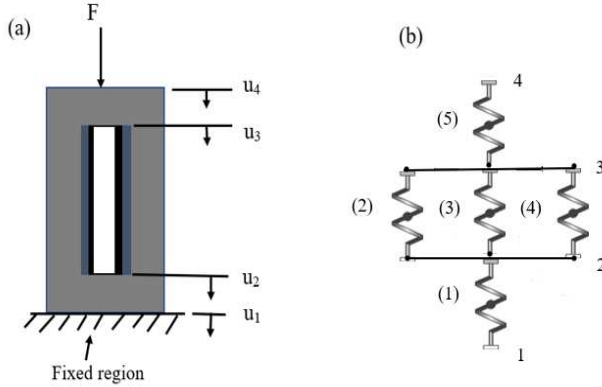 (a)
F
u4
u3
u2
u1
Fixed region
(b)
4
(5)
3
(2)
(3)
(4)
2
(1)
1